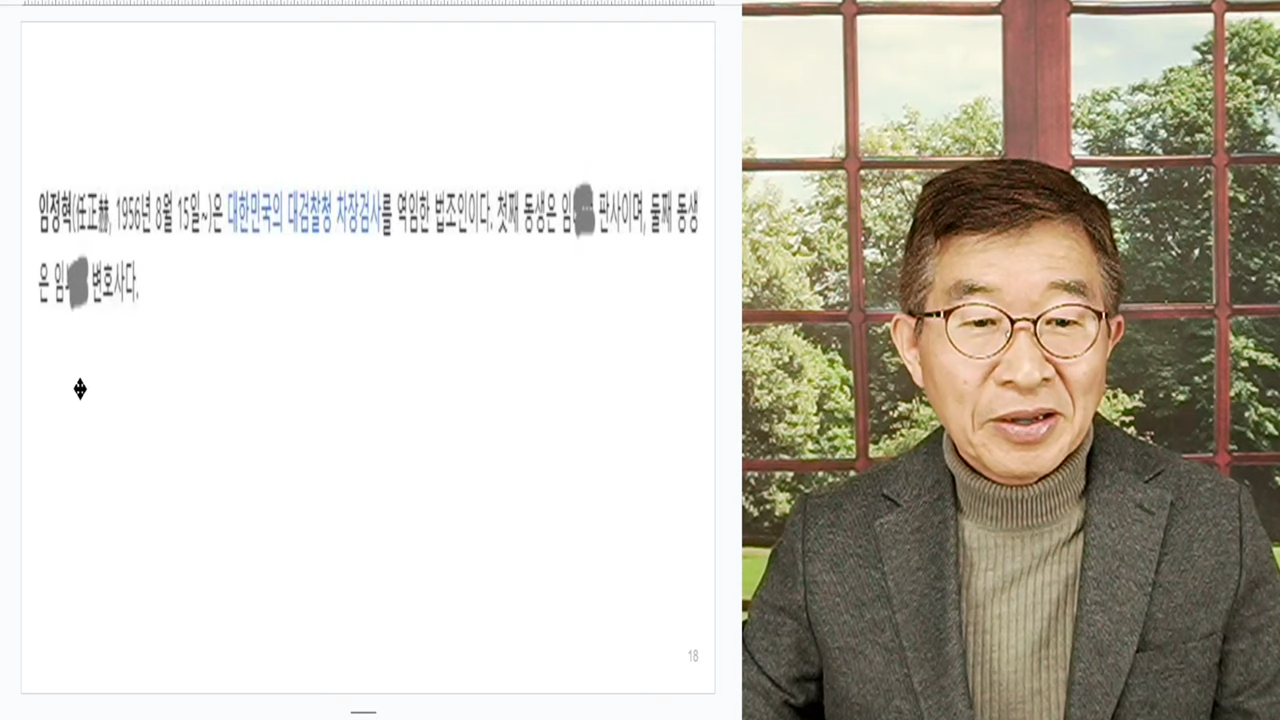 임정혁(任正赫, 1956년 8월 15일~)은 대한민국의 대검찰청 차장검사를 역임한 법조인이다. 첫째 동생은 임 판사이며, 둘째 동생
은 임 변호사다.
18